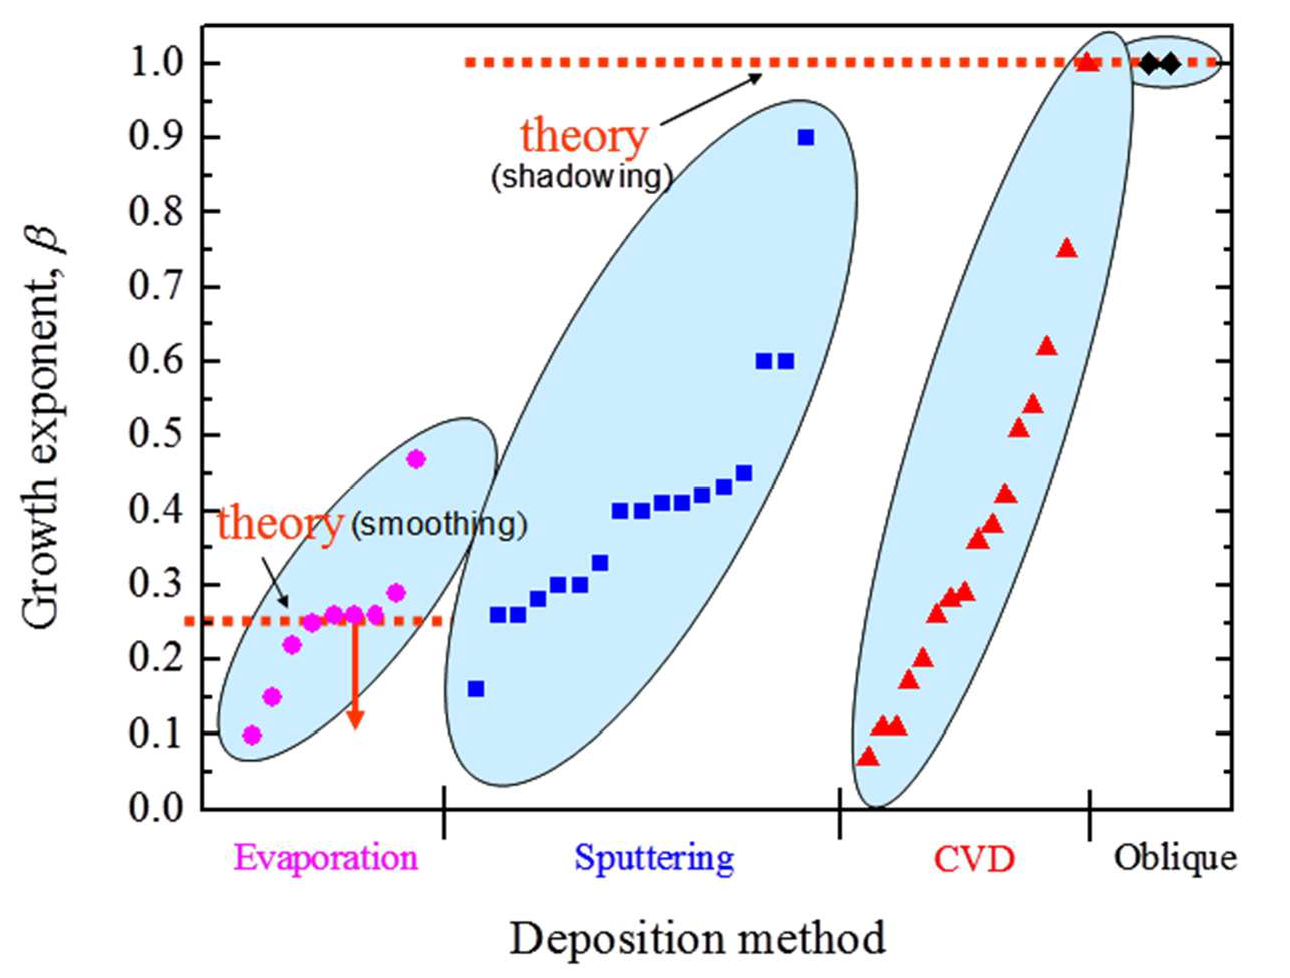 1.0
0.9
0.8
0.7
0.6
0.5
0.4
0.3
0.2
0.1
0.0
Growth exponent, β
theory
(shadowing)
theory (smoothing)
Evaporation
Sputtering
CVD
Oblique
Deposition method